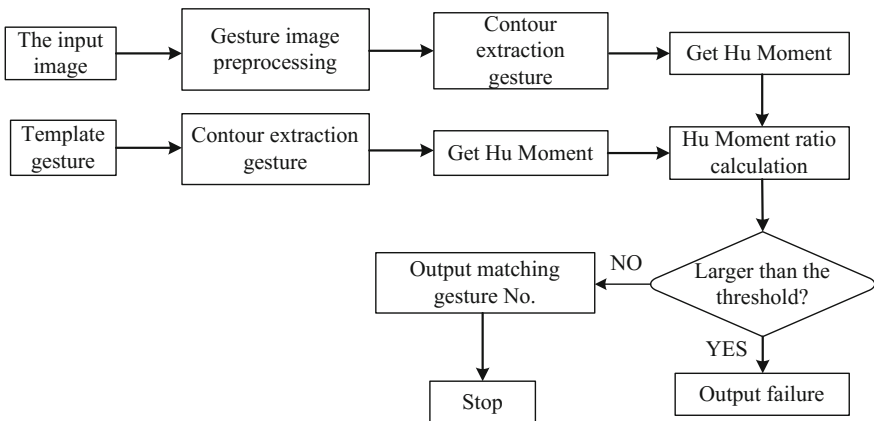 The input
image
Gesture image
preprocessing
Contour
extraction
gesture
Get Hu Moment
Template
gesture
Contour extraction
gesture
Get Hu Moment
Hu Moment ratio
calculation
Larger than the
threshold?
NO
Output matching
gesture No.
YES
Stop
Output failure